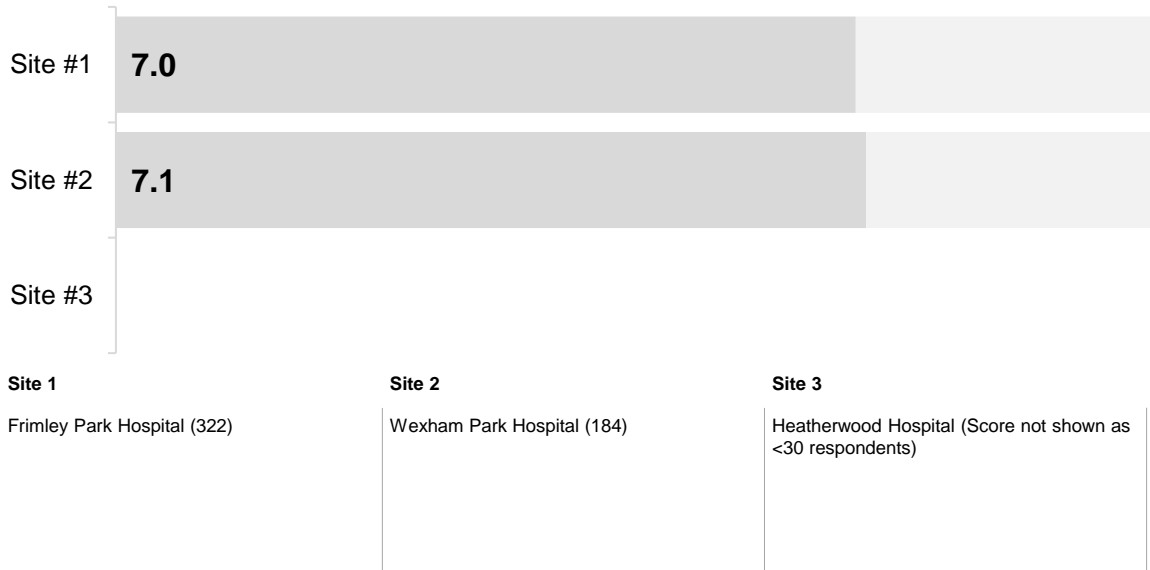 Site #1
7.0
Site #2
7.1
Site #3
Site 1
Site 2
Site 3
Frimley Park Hospital (322)
Wexham Park Hospital (184)
Heatherwood Hospital (Score not shown as
<30 respondents)